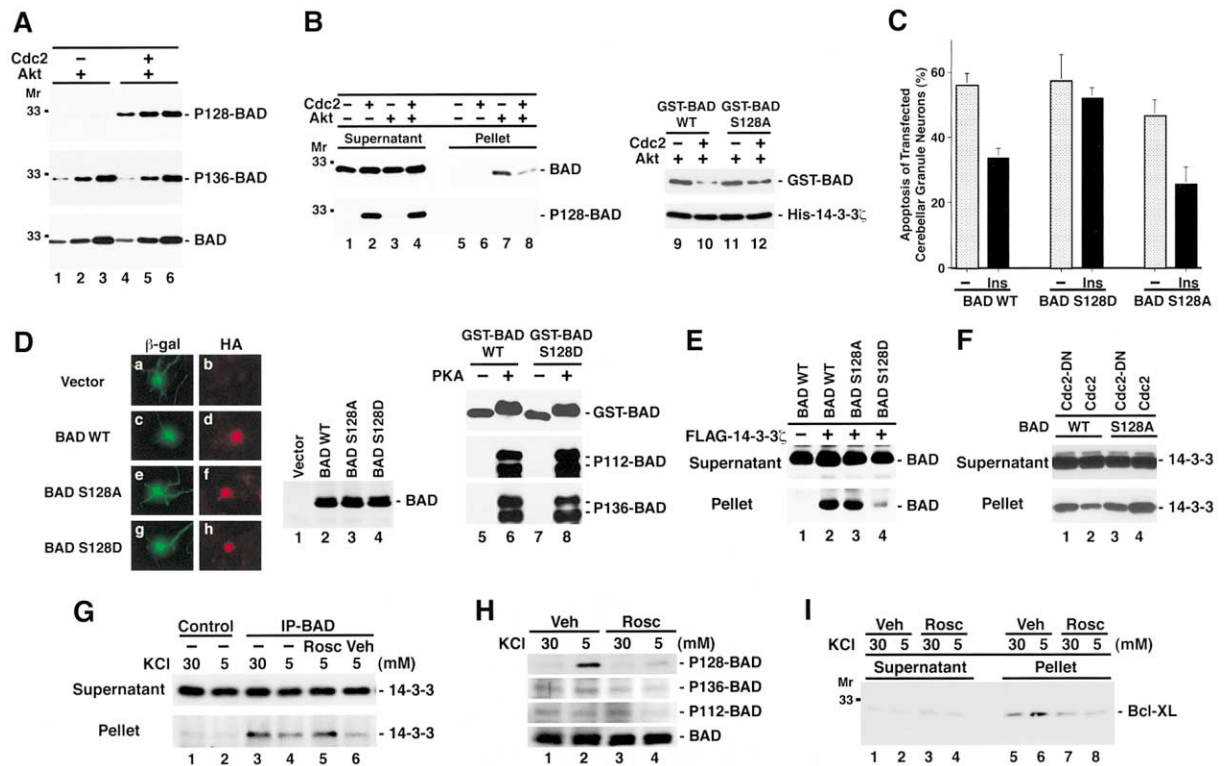 A
Cdc2 – +
Akt + +
Mr
33 P128-BAD
33 P136-BAD
33 BAD
1 2 3 4 5 6
B
Cdc2 – + – + – + – +
Akt – – + + – – + +
Supernatant Pellet
Mr
33 BAD
33 P128-BAD
1 2 3 4 5 6 7 8
GST-BAD GST-BAD
WT S128A
Cdc2 – + – +
Akt + + + +
GST-BAD
His-14-3-3ζ
9 10 11 12
C
Apoptosis of Transfected
Cerebellar Granule Neurons (%)
60
40
20
0
– Ins – Ins – Ins
BAD WT BAD S128D BAD S128A
D
β-gal HA
Vector a b
BAD WT c d
BAD S128A e f
BAD S128D g h
Vector
BAD WT
BAD S128A
BAD S128D
BAD
1 2 3 4
GST-BAD GST-BAD
WT S128D
PKA – + – +
GST-BAD
P112-BAD
P136-BAD
5 6 7 8
E
BAD WT
BAD WT
BAD S128A
BAD S128D
FLAG-14-3-3ζ – + + +
Supernatant BAD
Pellet BAD
1 2 3 4
F
Cdc2-DN
Cdc2
Cdc2-DN
Cdc2
BAD WT S128A
Supernatant 14-3-3
Pellet 14-3-3
1 2 3 4
G
Control IP-BAD
– – – – Rosc Veh
KCl 30 5 30 5 5 5 (mM)
Supernatant 14-3-3
Pellet 14-3-3
1 2 3 4 5 6
H
Veh Rosc
KCl 30 5 30 5 (mM)
P128-BAD
P136-BAD
P112-BAD
BAD
1 2 3 4
I
Veh Rosc Veh Rosc
KCl 30 5 30 5 30 5 30 5 (mM)
Supernatant Pellet
Mr
33
Bcl-XL
1 2 3 4 5 6 7 8